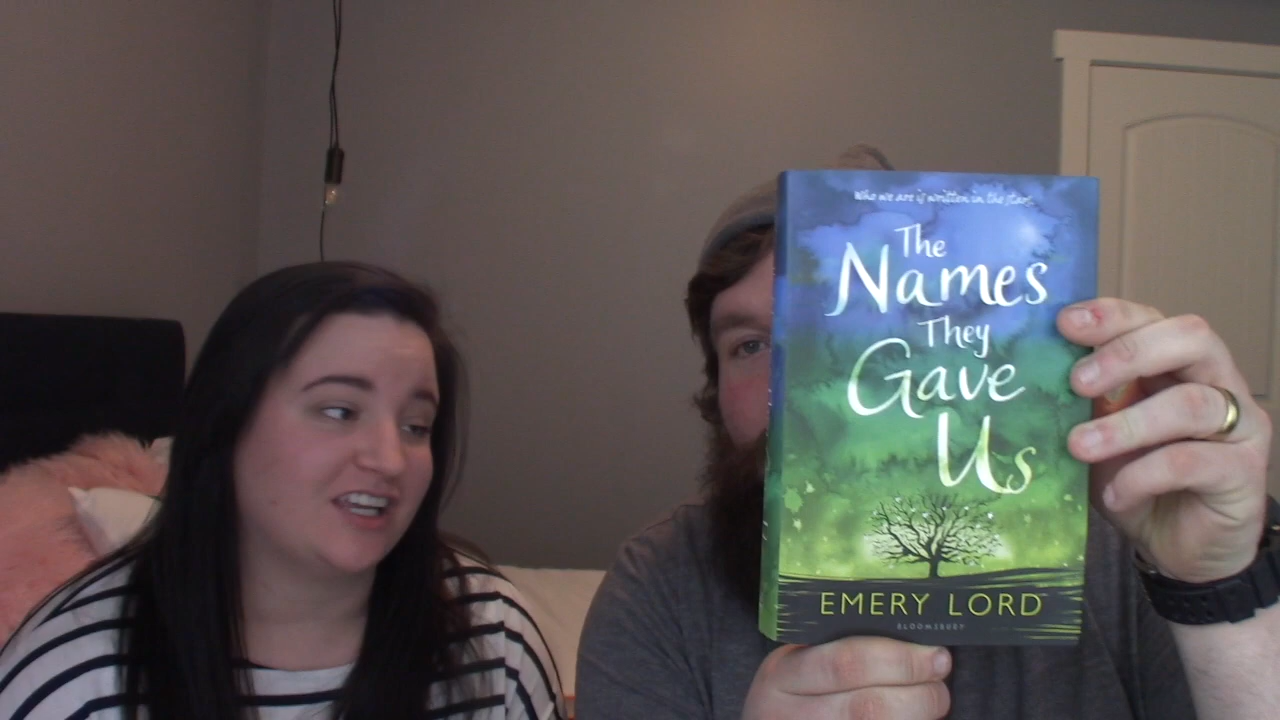 Who we are is written in the stars.
The
Names
They
Gave
Us
EMERY LORD
BLOOMSBURY